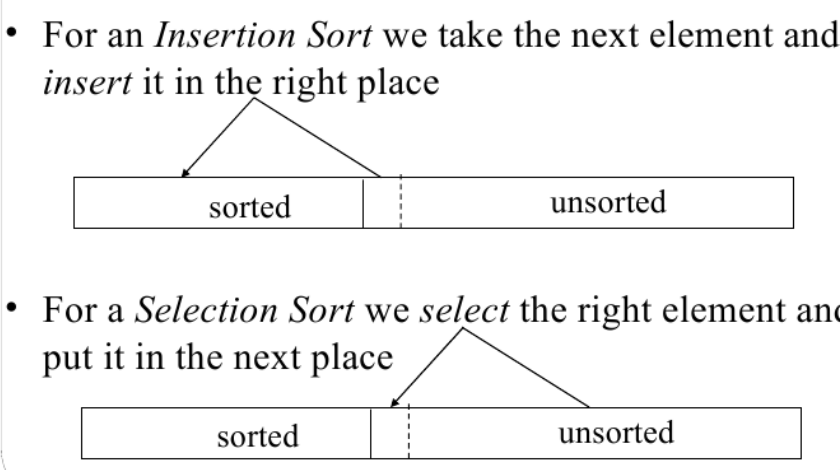 • For an Insertion Sort we take the next element and
insert it in the right place
sorted
unsorted
• For a Selection Sort we select the right element and
put it in the next place
sorted
unsorted